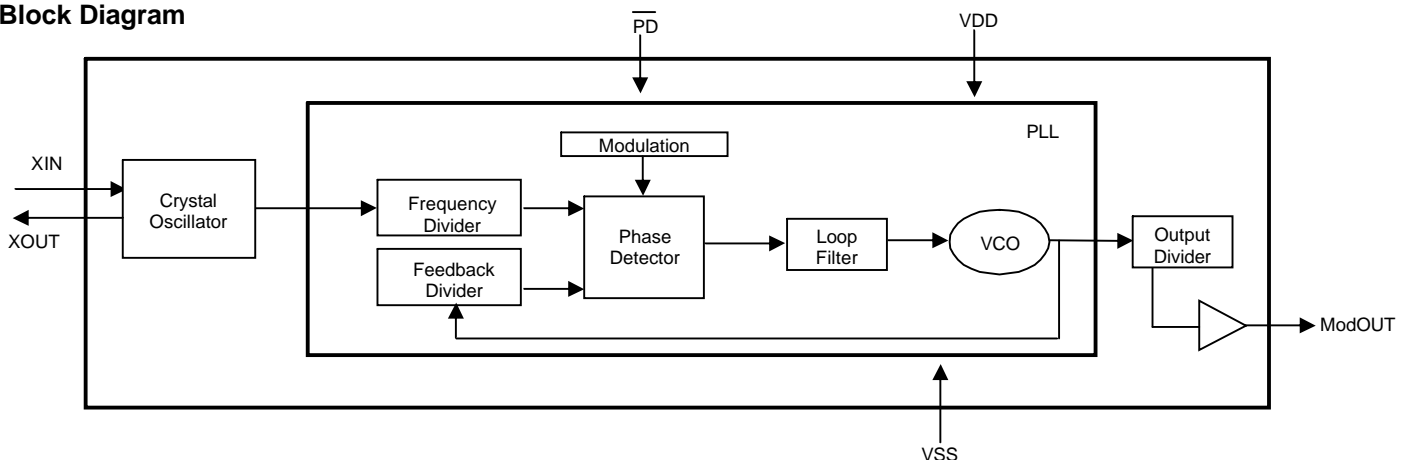 Block Diagram
PD
VDD
PLL
Modulation
XIN
XOUT
Crystal
Oscillator
Frequency
Divider
Feedback
Divider
Phase
Detector
Loop
Filter
VCO
Output
Divider
ModOUT
VSS